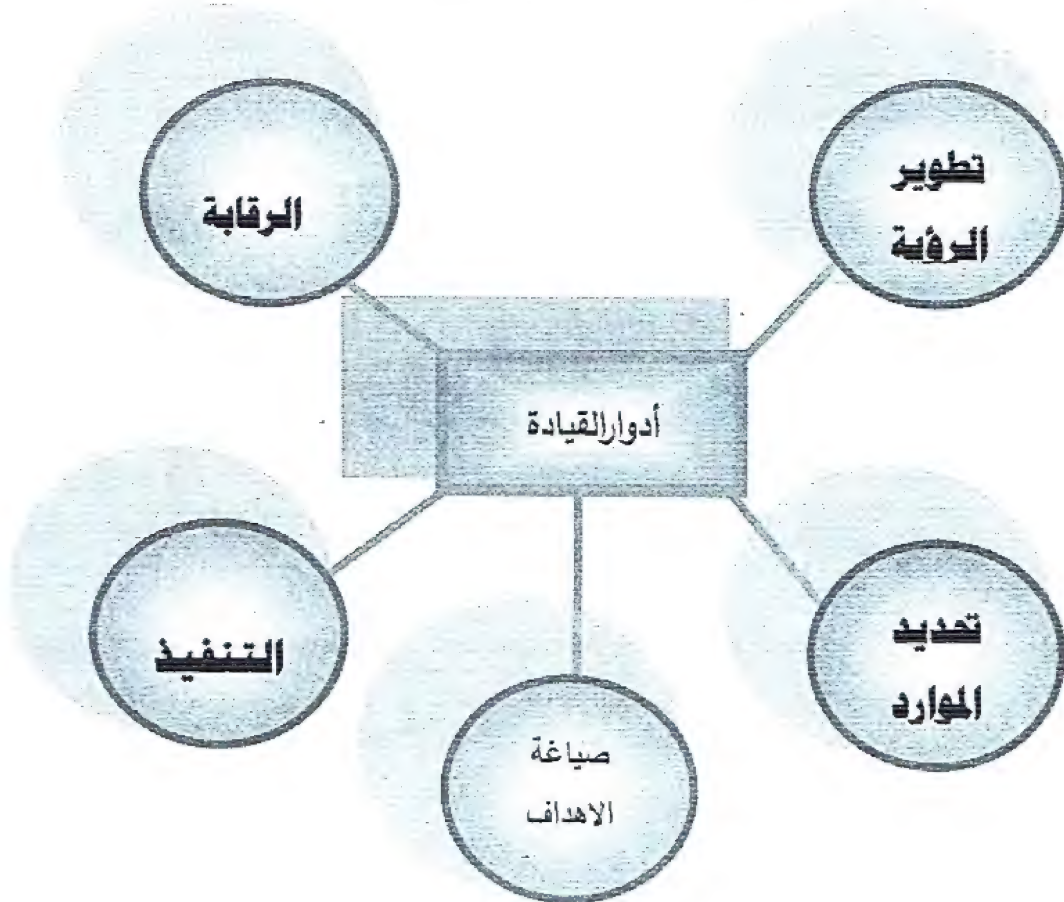 تطوير
الرؤية
الرقابة
أدوارالقيادة
تحديد
الموارد
التنفيذ
صياغة
الاهداف